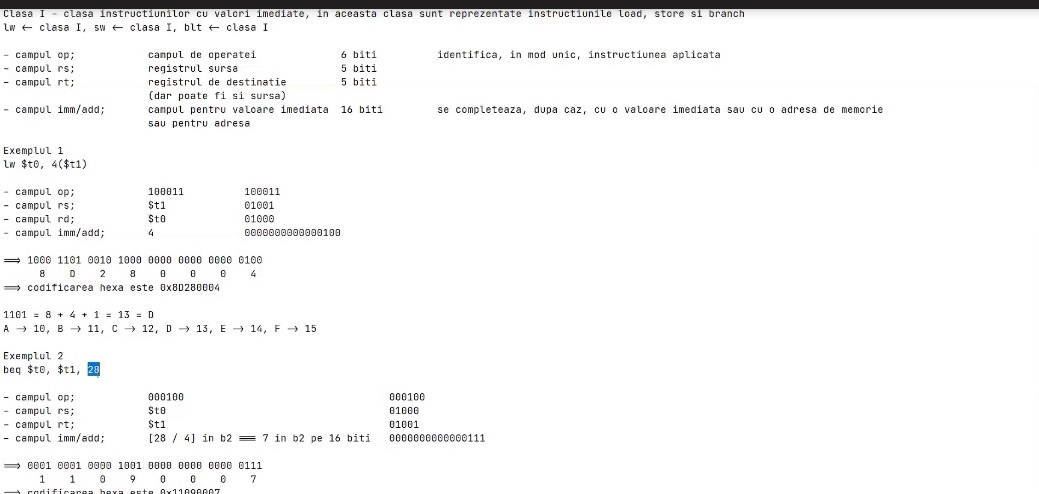 Clasa I - clasa instructiunilor cu valori imediate, in aceasta clasa sunt reprezentate instructiunile load, store si branch
lw ← clasa I, sw ← clasa I, blt ← clasa I
- campul op; campul de operatei 6 biti identifica, in mod unic, instructiunea aplicata
- campul rs; registrul sursa 5 biti
- campul rt; registrul de destinatie 5 biti
(dar poate fi si sursa)
- campul imm/add; campul pentru valoare imediata 16 biti se completeaza, dupa caz, cu o valoare imediata sau cu o adresa de memorie
sau pentru adresa
Exemplul 1
lw $t0, 4($t1)
- campul op; 100011 100011
- campul rs; $t1 01001
- campul rd; $t0 01000
- campul imm/add; 4 0000000000000100
⟹ 1000 1101 0010 1000 0000 0000 0000 0100
8 D 2 8 0 0 0 4
⟹ codificarea hexa este 0x8D280004
1101 = 8 + 4 + 1 = 13 = D
A → 10, B → 11, C → 12, D → 13, E → 14, F → 15
Exemplul 2
beq $t0, $t1, 28
- campul op; 000100 000100
- campul rs; $t0 01000
- campul rt; $t1 01001
- campul imm/add; [28 / 4] in b2 == 7 in b2 pe 16 biti 0000000000000111
⟹ 0001 0001 0000 1001 0000 0000 0000 0111
1 1 0 9 0 0 0 7
⟹ codificarea hexa este 0x11090007